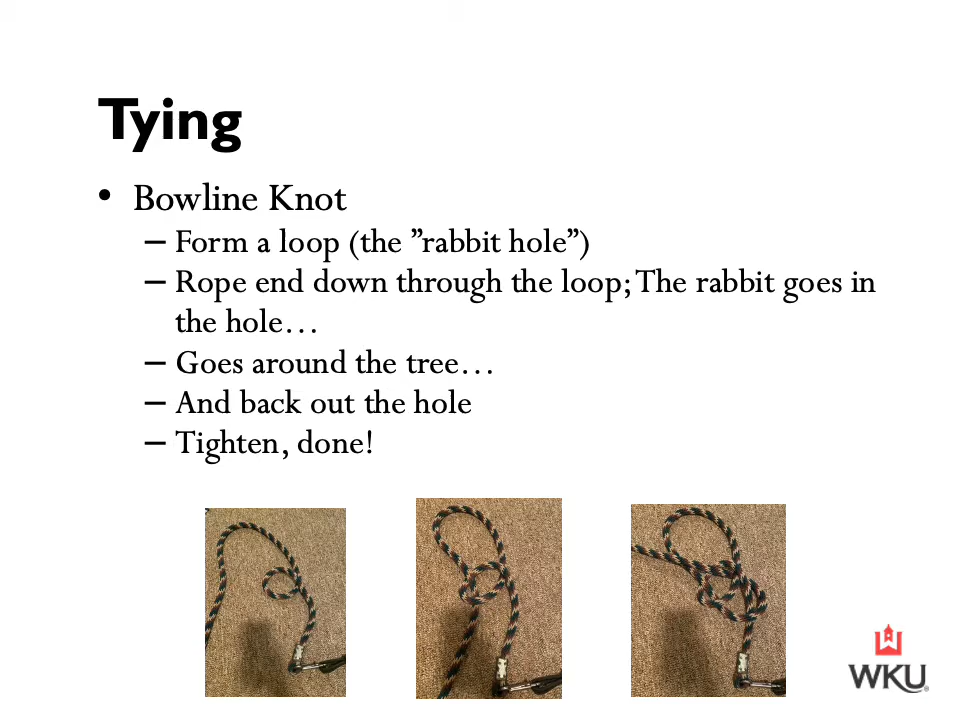 Tying
• Bowline Knot
– Form a loop (the ”rabbit hole”)
– Rope end down through the loop; The rabbit goes in
the hole…
– Goes around the tree…
– And back out the hole
– Tighten, done!
WKU®